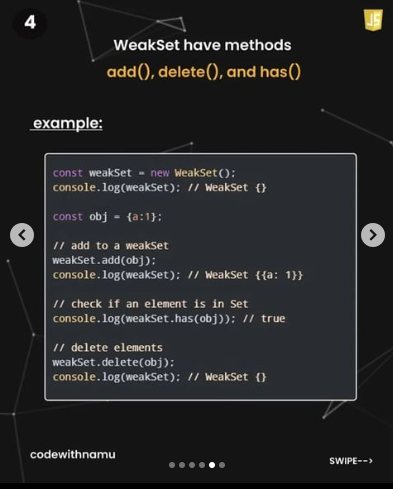 4
JS
WeakSet have methods
add(), delete(), and has()
example:
const weakSet = new WeakSet();
console.log(weakSet); // WeakSet {}
const obj = {a:1};
// add to a weakSet
weakSet.add(obj);
console.log(weakSet); // WeakSet {{a: 1}}
// check if an element is in Set
console.log(weakSet.has(obj)); // true
// delete elements
weakSet.delete(obj);
console.log(weakSet); // WeakSet {}
codewithnamu
SWIPE-->